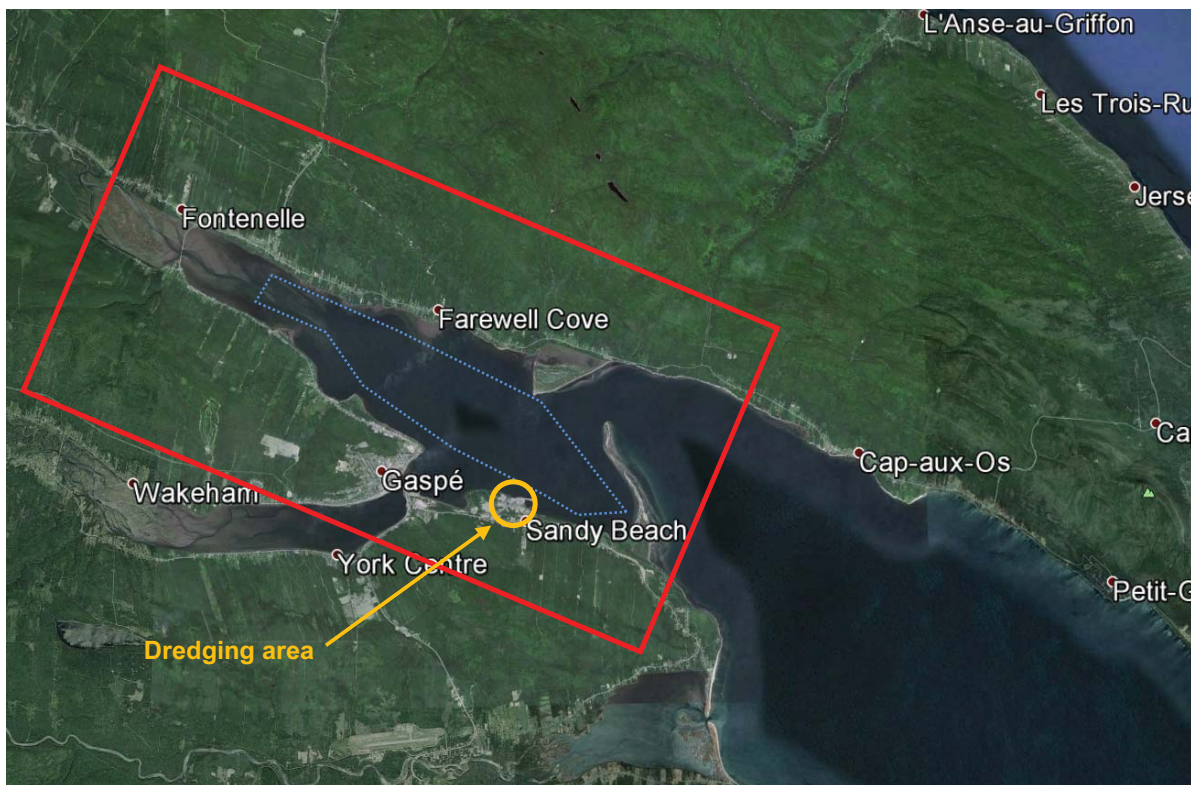 L'Anse-au-Griffon
Les Trois-Ru
Jerse
Fontenelle
Farewell Cove
Ca
Cap-aux-Os
Gaspé
Wakeham
Sandy Beach
York Centre
Petit-G
Dredging area